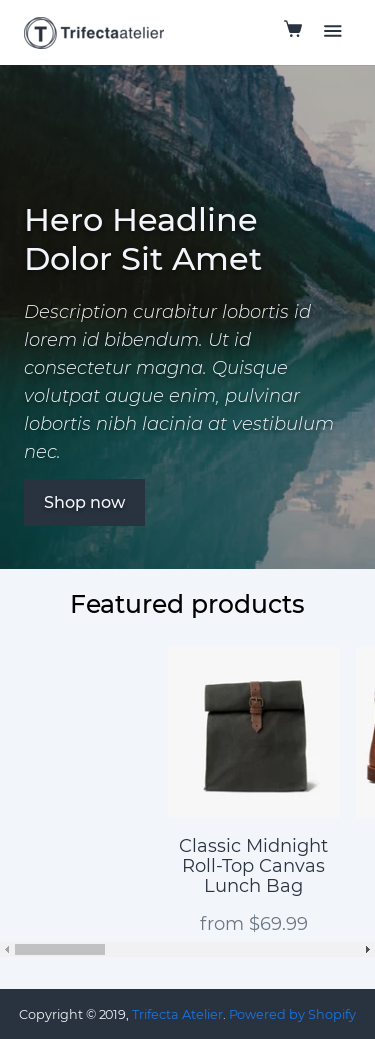 Trifectaatelier
Hero Headline
Dolor Sit Amet
Description curabitur lobortis id
lorem id bibendum. Ut id
consectetur magna. Quisque
volutpat augue enim, pulvinar
lobortis nibh lacinia at vestibulum
nec.
Shop now
Featured products
Classic Midnight
Roll-Top Canvas
Lunch Bag
from $69.99
Copyright © 2019, Trifecta Atelier. Powered by Shopify